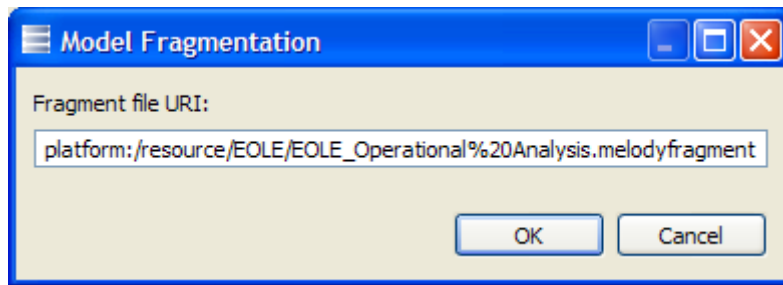 Model Fragmentation
Fragment file URI:
platform:/resource/EOLE/EOLE_Operational%20Analysis.melodyfragment
OK Cancel